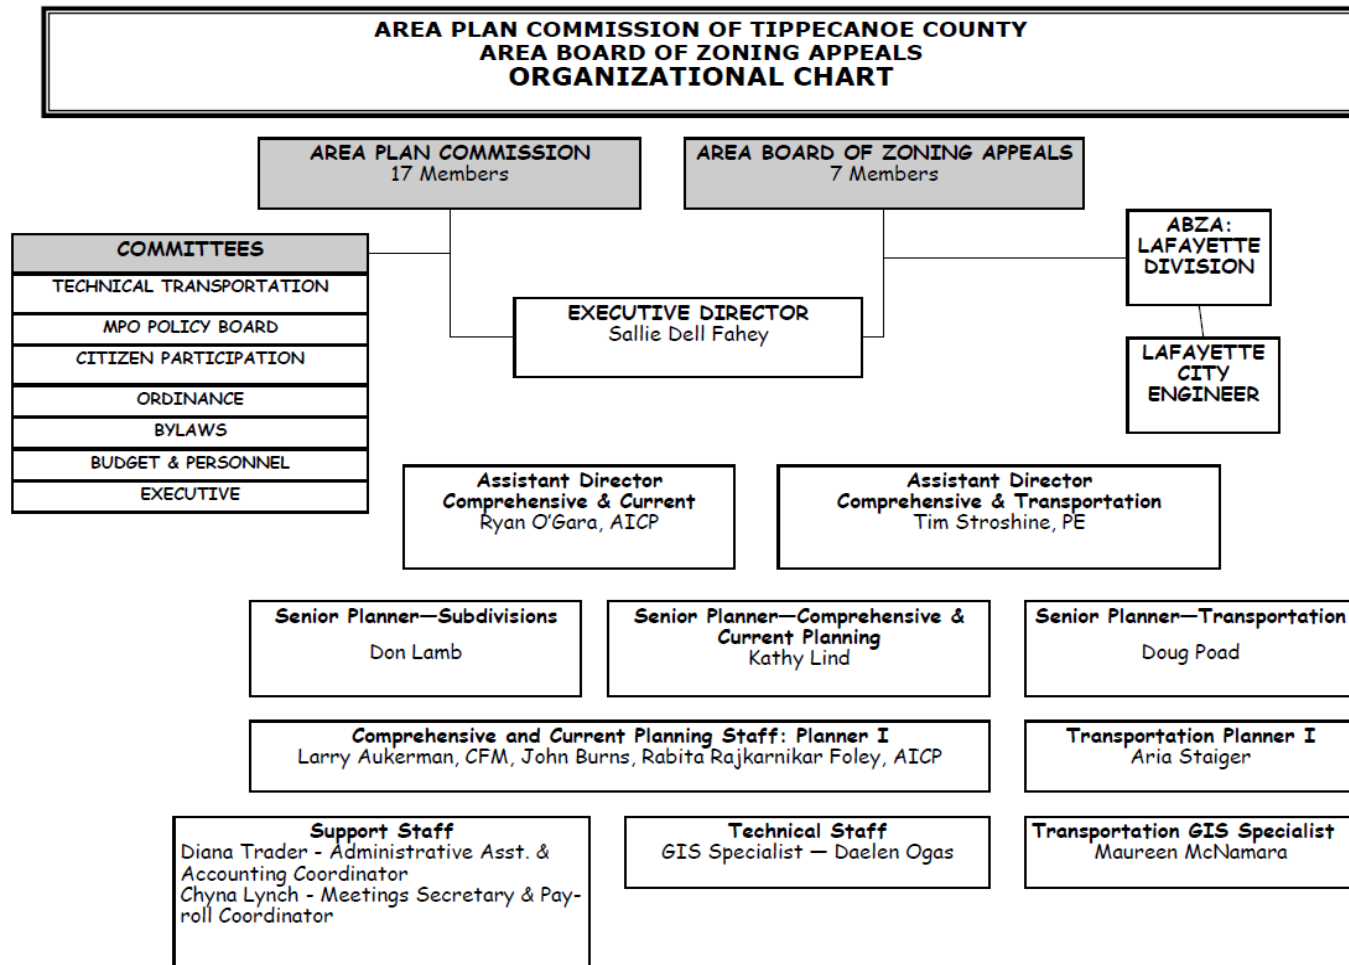 AREA PLAN COMMISSION OF TIPPECANOE COUNTY
AREA BOARD OF ZONING APPEALS
ORGANIZATIONAL CHART
AREA PLAN COMMISSION
17 Members
AREA BOARD OF ZONING APPEALS
7 Members
ABZA:
LAFAYETTE
DIVISION
COMMITTEES
TECHNICAL TRANSPORTATION
MPO POLICY BOARD
CITIZEN PARTICIPATION
ORDINANCE
BYLAWS
BUDGET & PERSONNEL
EXECUTIVE
EXECUTIVE DIRECTOR
Sallie Dell Fahey
LAFAYETTE
CITY
ENGINEER
Assistant Director
Comprehensive & Current
Ryan O'Gara, AICP
Assistant Director
Comprehensive & Transportation
Tim Stroshine, PE
Senior Planner—Subdivisions
Don Lamb
Senior Planner—Comprehensive &
Current Planning
Kathy Lind
Senior Planner—Transportation
Doug Poad
Comprehensive and Current Planning Staff: Planner I
Larry Aukerman, CFM, John Burns, Rabita Rajkarnikar Foley, AICP
Transportation Planner I
Aria Staiger
Support Staff
Diana Trader - Administrative Asst. &
Accounting Coordinator
Chyna Lynch - Meetings Secretary & Pay-
roll Coordinator
Technical Staff
GIS Specialist — Daelen Ogas
Transportation GIS Specialist
Maureen McNamara